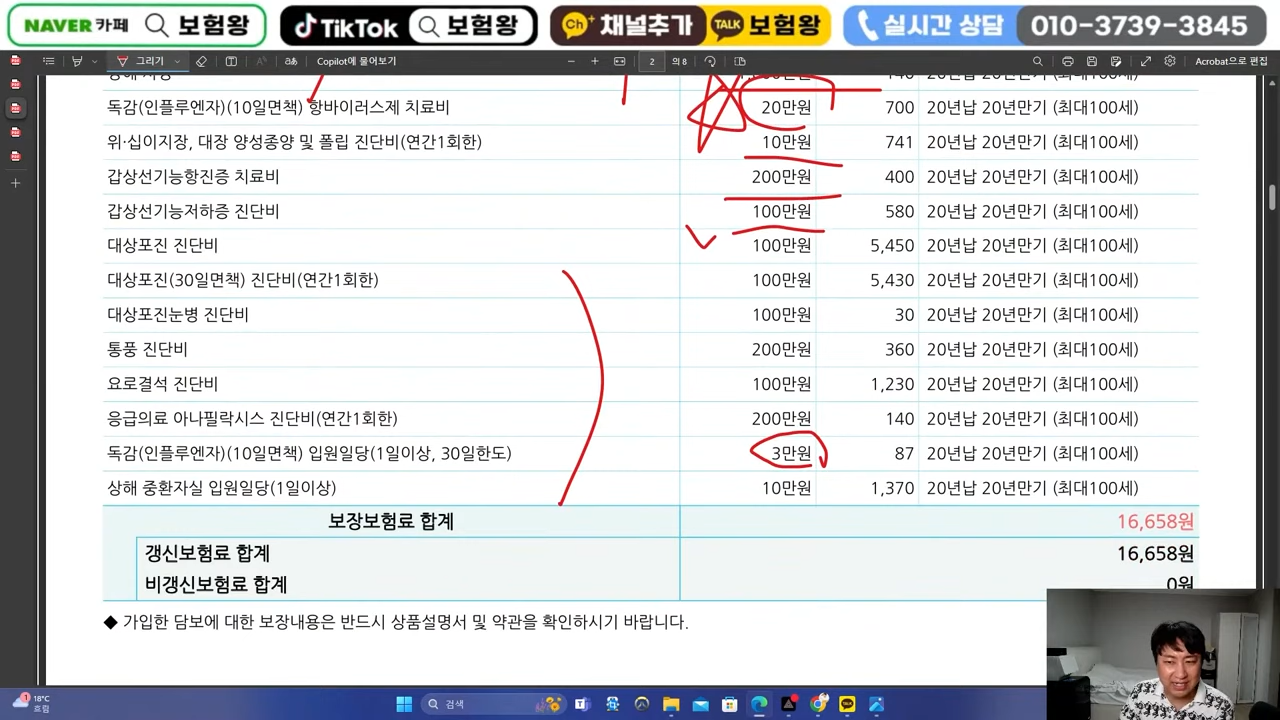 NAVER 카페 보험왕 TikTok 보험왕 Ch+ 채널추가 TALK 보험왕 실시간 상담 010-3739-3845
그리기 Copilot에 물어보기 2 의 8 Acrobat으로 편집
140 20년납 20년만기 (최대100세)
독감(인플루엔자)(10일면책) 항바이러스제 치료비 20만원 700 20년납 20년만기 (최대100세)
위·십이지장, 대장 양성종양 및 폴립 진단비(연간1회한) 10만원 741 20년납 20년만기 (최대100세)
갑상선기능항진증 치료비 200만원 400 20년납 20년만기 (최대100세)
갑상선기능저하증 진단비 100만원 580 20년납 20년만기 (최대100세)
대상포진 진단비 100만원 5,450 20년납 20년만기 (최대100세)
대상포진(30일면책) 진단비(연간1회한) 100만원 5,430 20년납 20년만기 (최대100세)
대상포진눈병 진단비 100만원 30 20년납 20년만기 (최대100세)
통풍 진단비 200만원 360 20년납 20년만기 (최대100세)
요로결석 진단비 100만원 1,230 20년납 20년만기 (최대100세)
응급의료 아나필락시스 진단비(연간1회한) 200만원 140 20년납 20년만기 (최대100세)
독감(인플루엔자)(10일면책) 입원일당(1일이상, 30일한도) 3만원 87 20년납 20년만기 (최대100세)
상해 중환자실 입원일당(1일이상) 10만원 1,370 20년납 20년만기 (최대100세)
보장보험료 합계 16,658원
갱신보험료 합계 16,658원
비갱신보험료 합계 0원
◆ 가입한 담보에 대한 보장내용은 반드시 상품설명서 및 약관을 확인하시기 바랍니다.
18°C
흐림
검색